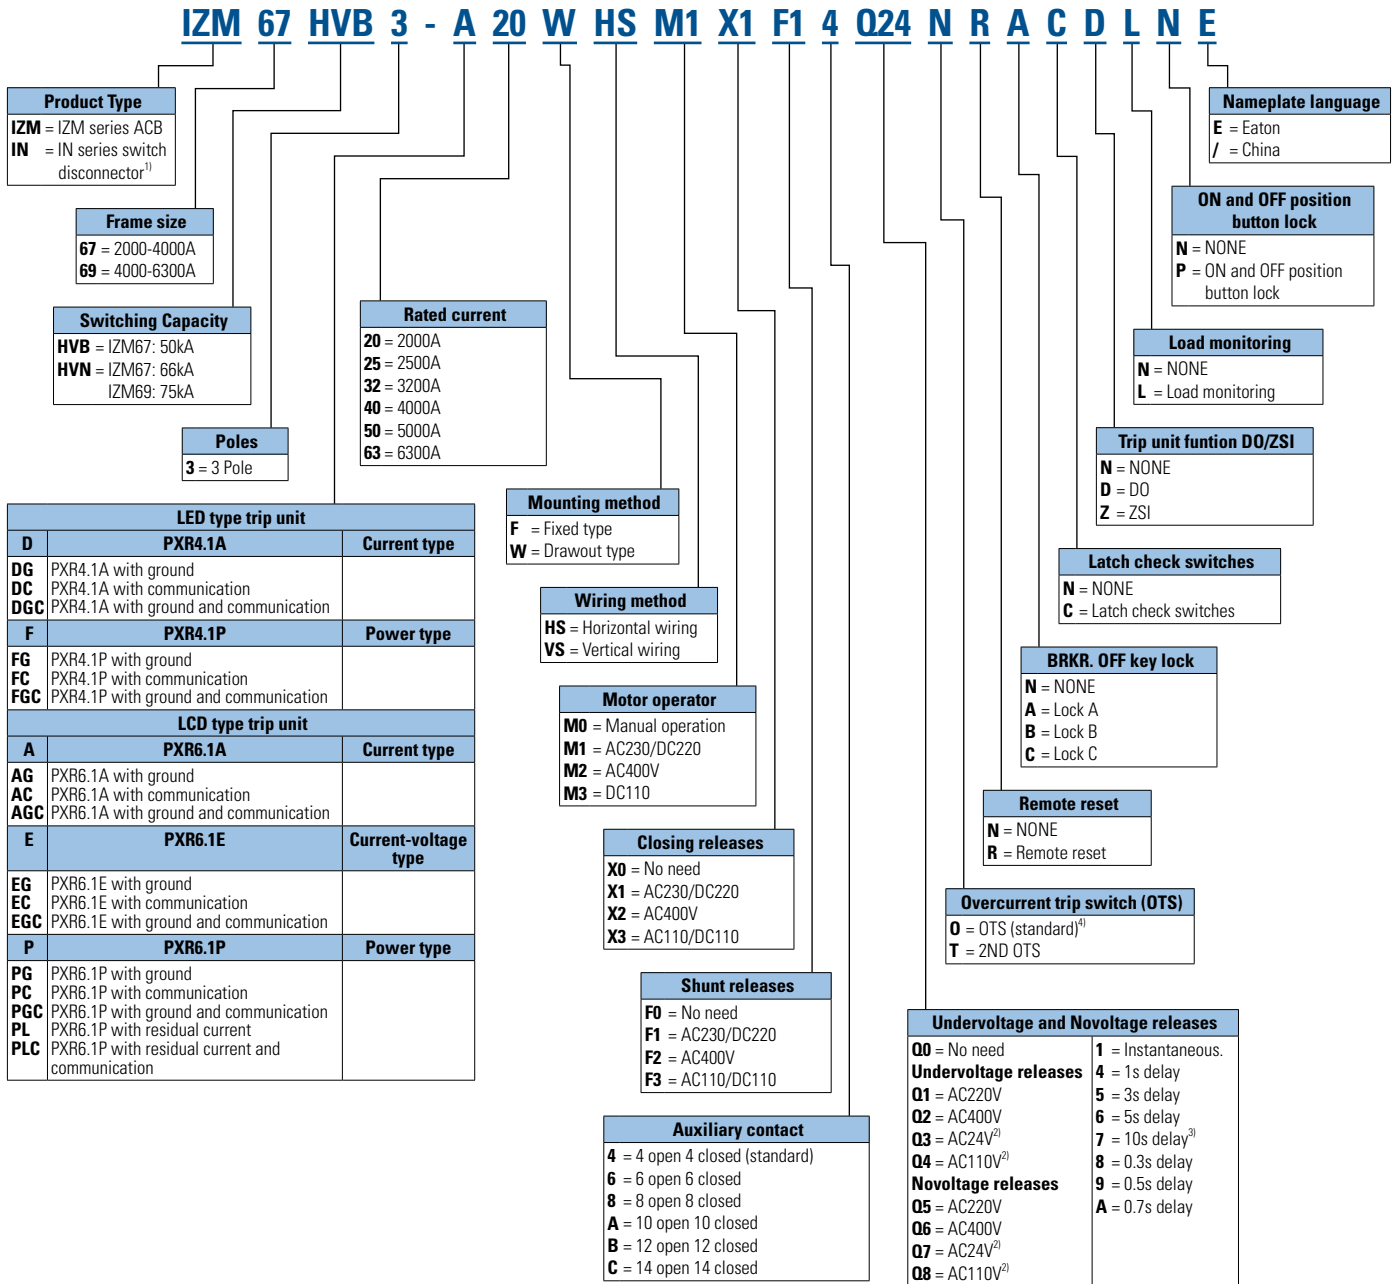 IZM 67 HVB 3 - A 20 W HS M1 X1 F1 4 Q24 N R A C D L N E
Product Type
IZM = IZM series ACB
IN = IN series switch
disconnector1)
Frame size
67 = 2000-4000A
69 = 4000-6300A
Switching Capacity
HVB = IZM67: 50kA
HVN = IZM67: 66kA
IZM69: 75kA
Poles
3 = 3 Pole
LED type trip unit
D PXR4.1A Current type
DG PXR4.1A with ground
DC PXR4.1A with communication
DGC PXR4.1A with ground and communication
F PXR4.1P Power type
FG PXR4.1P with ground
FC PXR4.1P with communication
FGC PXR4.1P with ground and communication
LCD type trip unit
A PXR6.1A Current type
AG PXR6.1A with ground
AC PXR6.1A with communication
AGC PXR6.1A with ground and communication
E PXR6.1E Current-voltage
type
EG PXR6.1E with ground
EC PXR6.1E with communication
EGC PXR6.1E with ground and communication
P PXR6.1P Power type
PG PXR6.1P with ground
PC PXR6.1P with communication
PGC PXR6.1P with ground and communication
PL PXR6.1P with residual current
PLC PXR6.1P with residual current and
communication
Rated current
20 = 2000A
25 = 2500A
32 = 3200A
40 = 4000A
50 = 5000A
63 = 6300A
Mounting method
F = Fixed type
W = Drawout type
Wiring method
HS = Horizontal wiring
VS = Vertical wiring
Motor operator
M0 = Manual operation
M1 = AC230/DC220
M2 = AC400V
M3 = DC110
Closing releases
X0 = No need
X1 = AC230/DC220
X2 = AC400V
X3 = AC110/DC110
Shunt releases
F0 = No need
F1 = AC230/DC220
F2 = AC400V
F3 = AC110/DC110
Auxiliary contact
4 = 4 open 4 closed (standard)
6 = 6 open 6 closed
8 = 8 open 8 closed
A = 10 open 10 closed
B = 12 open 12 closed
C = 14 open 14 closed
Undervoltage and Novoltage releases
Q0 = No need
Undervoltage releases
Q1 = AC220V
Q2 = AC400V
Q3 = AC24V2)
Q4 = AC110V2)
Novoltage releases
Q5 = AC220V
Q6 = AC400V
Q7 = AC24V2)
Q8 = AC110V2)
1 = Instantaneous.
4 = 1s delay
5 = 3s delay
6 = 5s delay
7 = 10s delay3)
8 = 0.3s delay
9 = 0.5s delay
A = 0.7s delay
Overcurrent trip switch (OTS)
O = OTS (standard)4)
T = 2ND OTS
Remote reset
N = NONE
R = Remote reset
BRKR. OFF key lock
N = NONE
A = Lock A
B = Lock B
C = Lock C
Latch check switches
N = NONE
C = Latch check switches
Trip unit funtion DO/ZSI
N = NONE
D = DO
Z = ZSI
Load monitoring
N = NONE
L = Load monitoring
ON and OFF position
button lock
N = NONE
P = ON and OFF position
button lock
Nameplate language
E = Eaton
/ = China